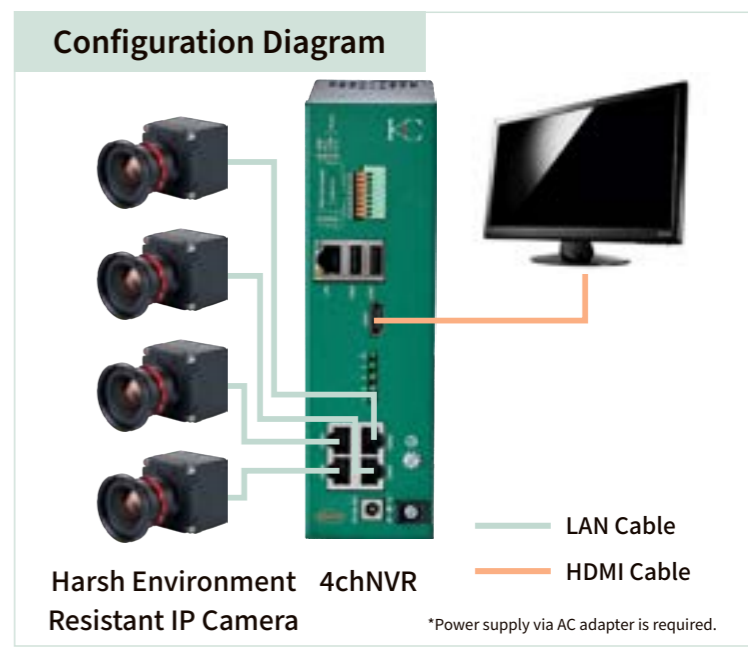 Configuration Diagram
LAN Cable
HDMI Cable
Harsh Environment
Resistant IP Camera
4chNVR
*Power supply via AC adapter is required.